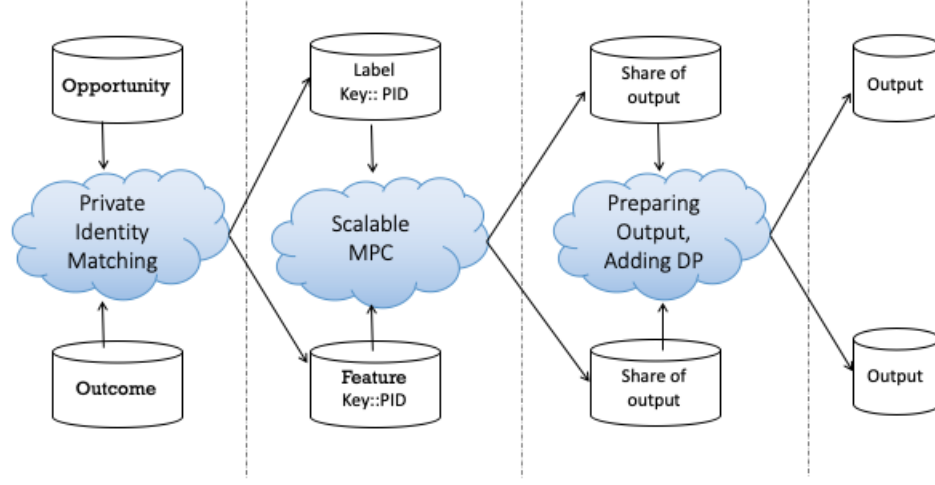 Opportunity
Private
Identity
Matching
Outcome
Label
Key:: PID
Scalable
MPC
Feature
Key::PID
Share of
output
Preparing
Output,
Adding DP
Share of
output
Output
Output